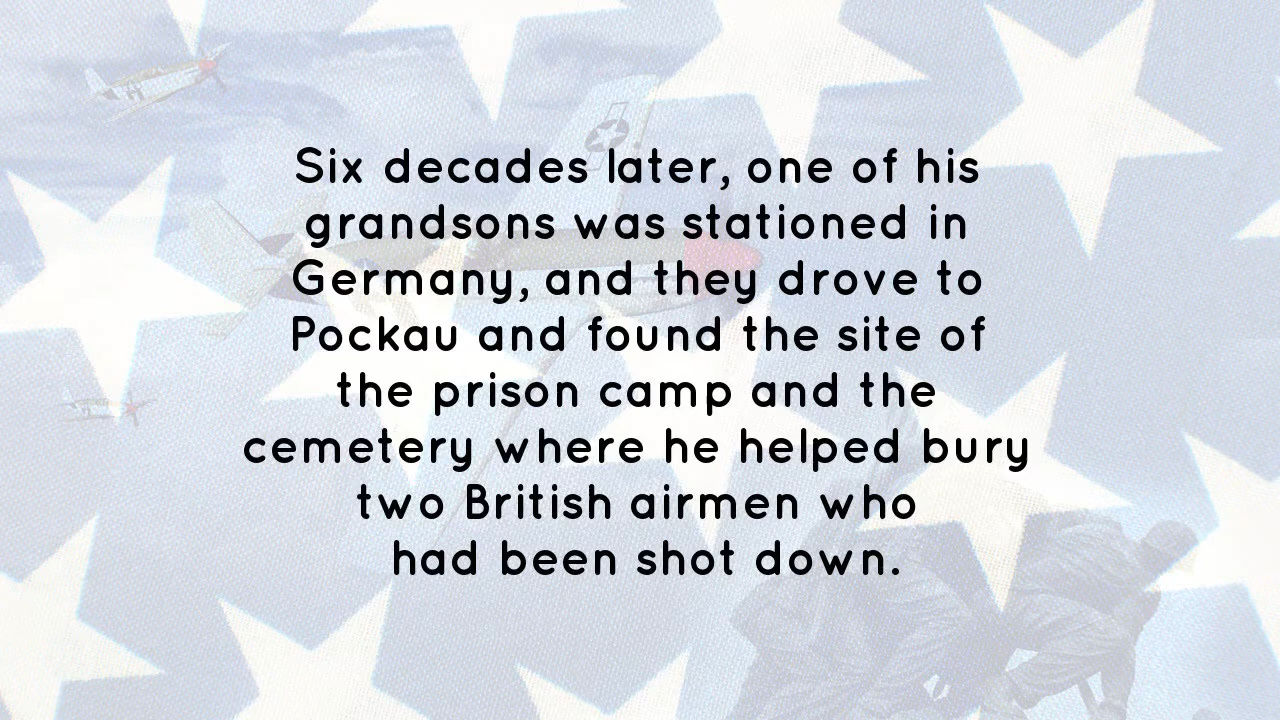 Six decades later, one of his
grandsons was stationed in
Germany, and they drove to
Pockau and found the site of
the prison camp and the
cemetery where he helped bury
two British airmen who
had been shot down.